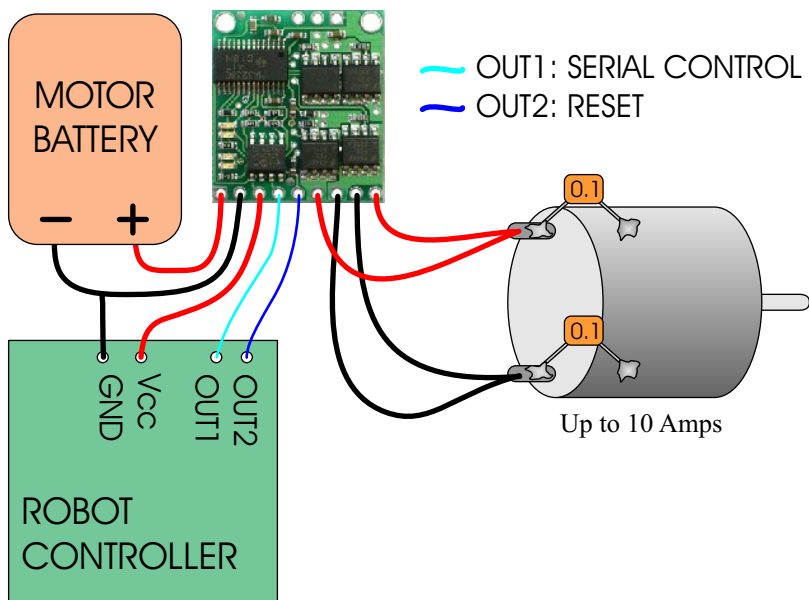 MOTOR
BATTERY
− +
OUT1: SERIAL CONTROL
OUT2: RESET
0.1
0.1
Up to 10 Amps
GND
Vcc
OUT1
OUT2
ROBOT
CONTROLLER